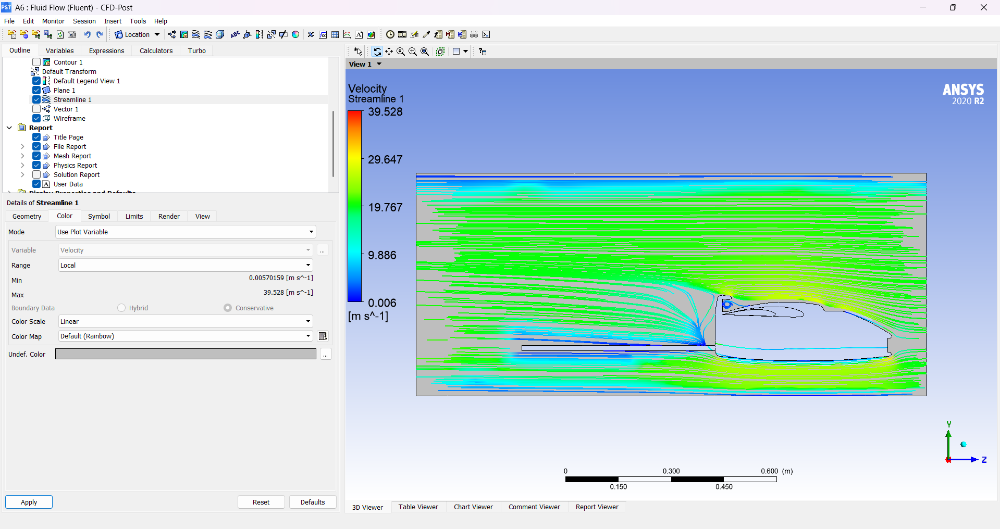 A6 : Fluid Flow (Fluent) - CFD-Post
File Edit Monitor Session Insert Tools Help
Location
Outline Variables Expressions Calculators Turbo
Contour 1
Default Transform
Default Legend View 1
Plane 1
Streamline 1
Vector 1
Wireframe
Report
Title Page
File Report
Mesh Report
Physics Report
Solution Report
User Data
Display Properties and Defaults
Details of Streamline 1
Geometry Color Symbol Limits Render View
Mode Use Plot Variable
Variable Velocity ...
Range Local
Min 0.00570159 [m s^-1]
Max 39.528 [m s^-1]
Boundary Data Hybrid Conservative
Color Scale Linear
Color Map Default (Rainbow)
Undef. Color ...
Apply Reset Defaults
View 1
Velocity
Streamline 1
39.528
29.647
19.767
9.886
0.006
[m s^-1]
ANSYS
2020 R2
Y
Z
0 0.300 0.600 (m)
0.150 0.450
3D Viewer Table Viewer Chart Viewer Comment Viewer Report Viewer